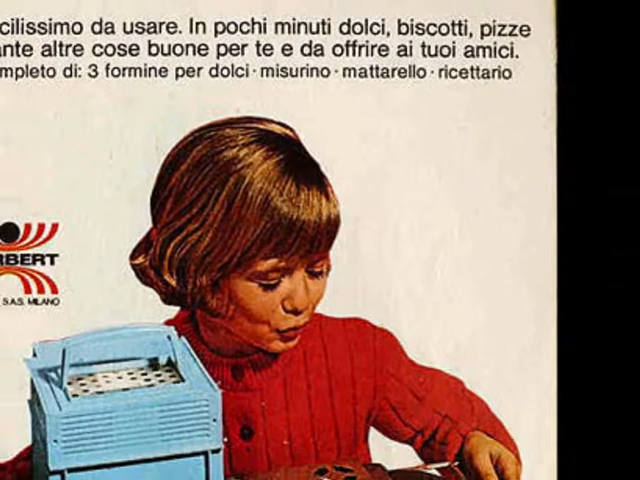 cilissimo da usare. In pochi minuti dolci, biscotti, pizze
ante altre cose buone per te e da offrire ai tuoi amici.
mpleto di: 3 formine per dolci · misurino · mattarello · ricettario
RBERT
S.A.S. MILANO